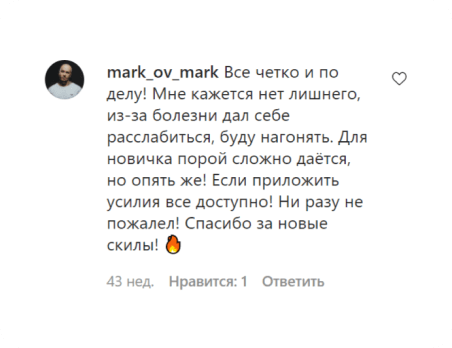 mark_ov_mark Все четко и по
делу! Мне кажется нет лишнего,
из-за болезни дал себе
расслабиться, буду нагонять. Для
новичка порой сложно даётся,
но опять же! Если приложить
усилия все доступно! Ни разу не
пожалел! Спасибо за новые
скилы! 🔥
43 нед. Нравится: 1 Ответить